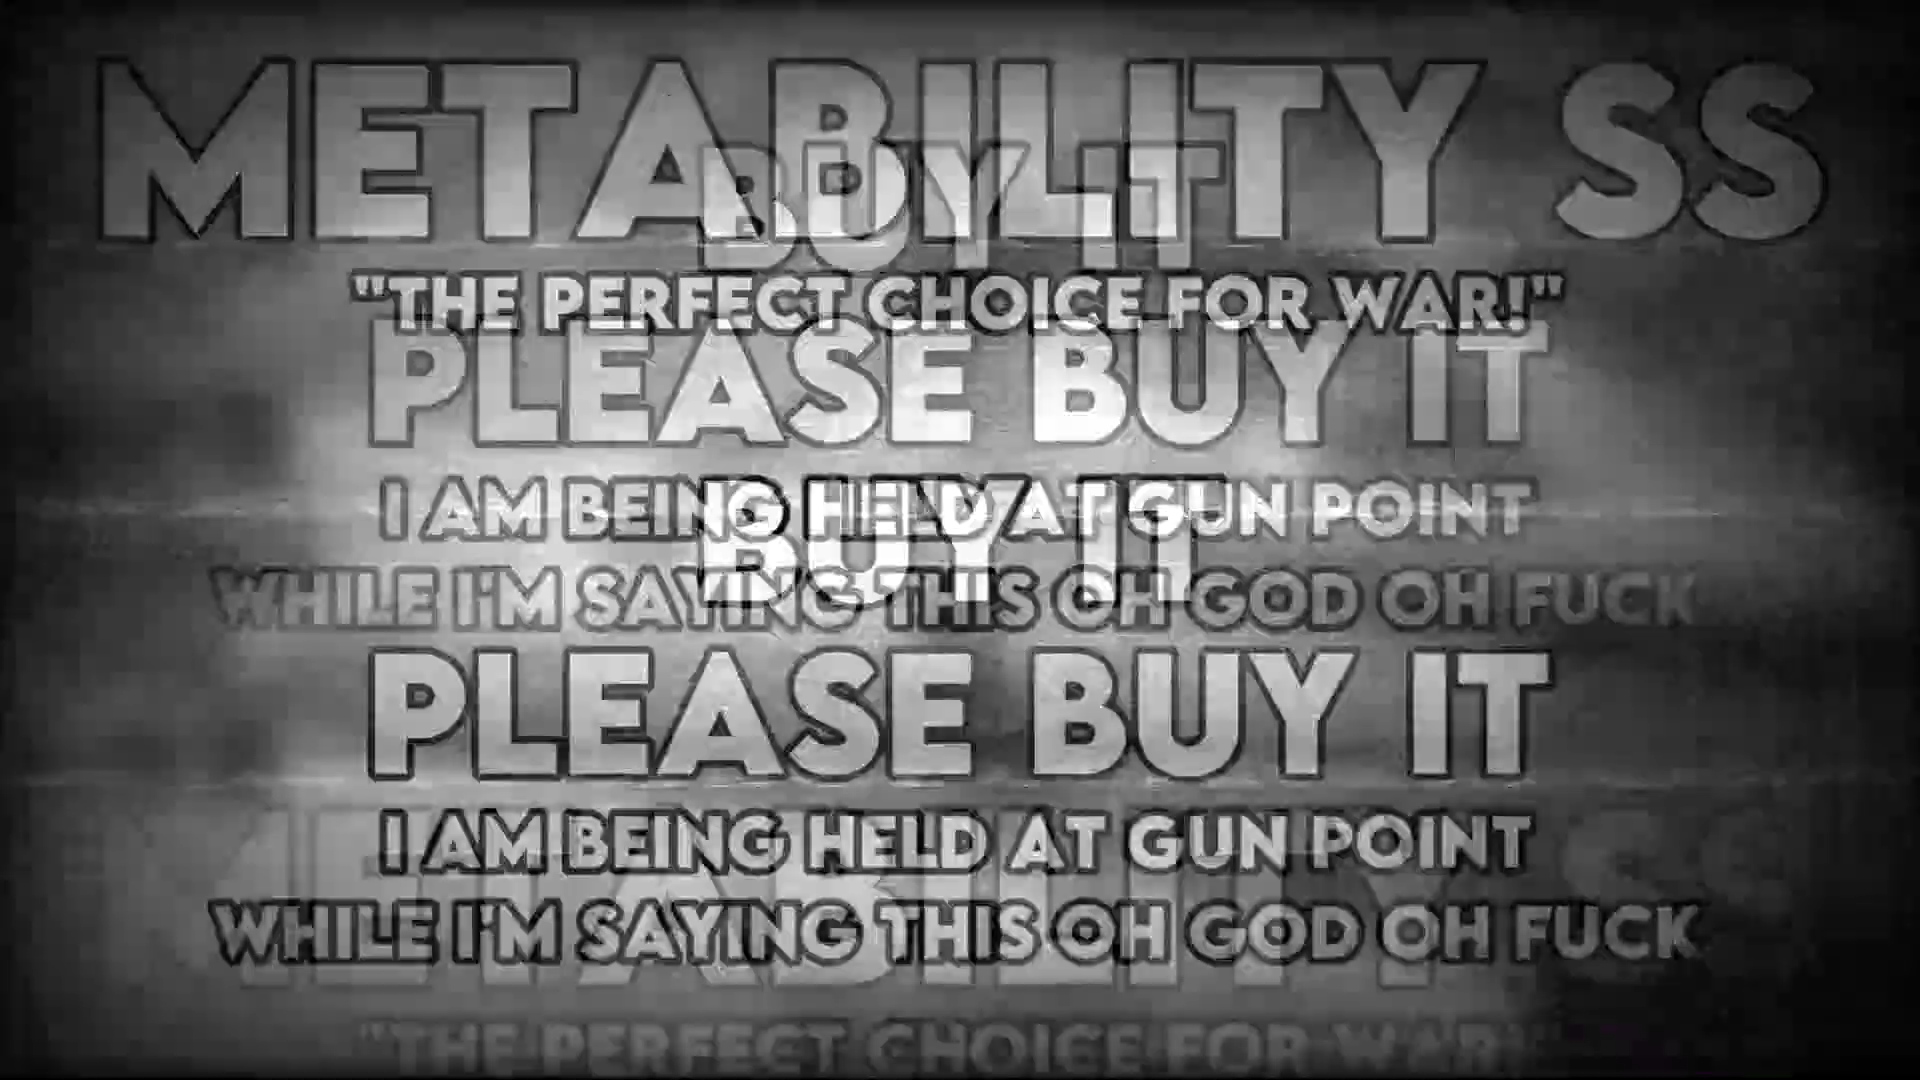 METABILITY SS
BUY IT
"THE PERFECT CHOICE FOR WAR!"
PLEASE BUY IT
I AM BEING HELD AT GUN POINT
BUY IT
WHILE I'M SAYING THIS OH GOD OH FUCK
PLEASE BUY IT
I AM BEING HELD AT GUN POINT
METABILITY SS
WHILE I'M SAYING THIS OH GOD OH FUCK
"THE PERFECT CHOICE FOR WAR!"